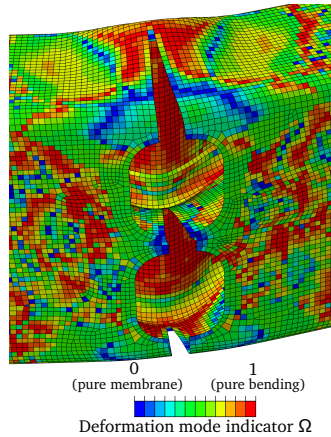 0 1
(pure membrane) (pure bending)
Deformation mode indicator Ω